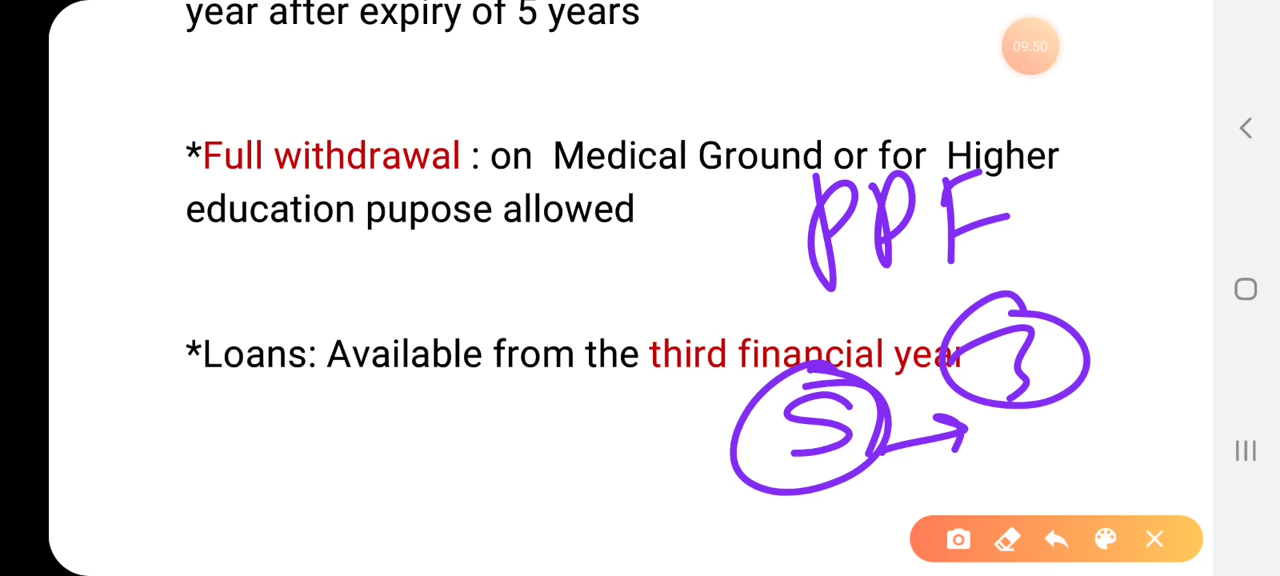 year after expiry of 5 years
09:50
*Full withdrawal : on Medical Ground or for Higher
education pupose allowed
PPF
*Loans: Available from the third financial year
3
5